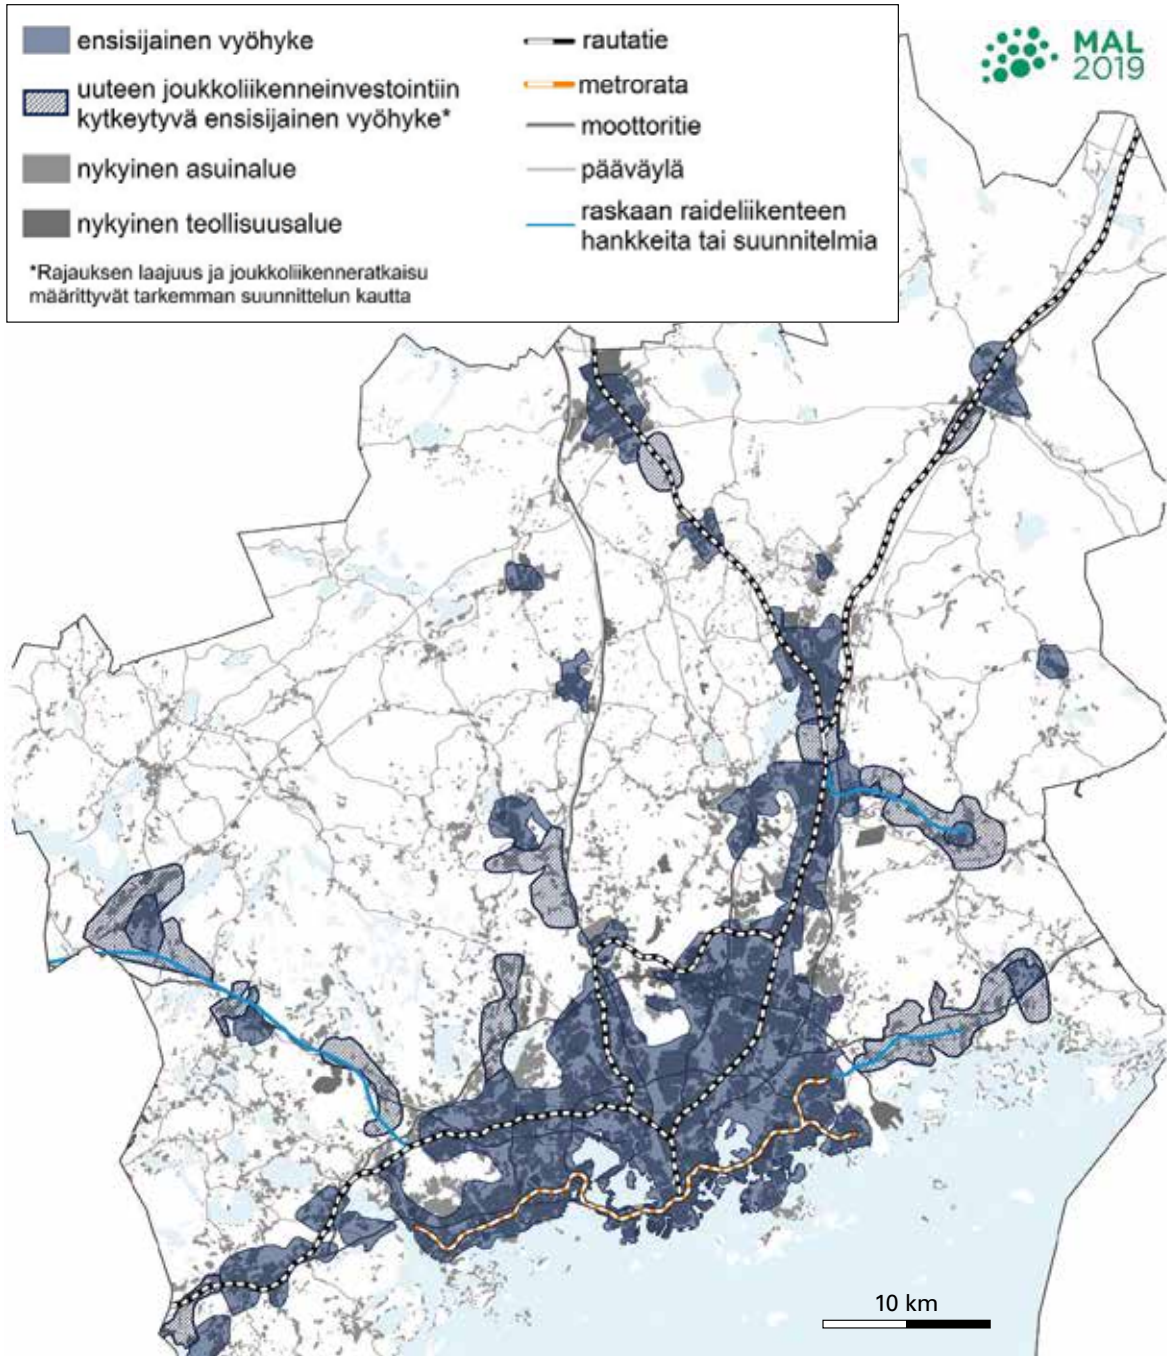 ensisijainen vyöhyke
uuteen joukkoliikenneinvestointiin
kytkeytyvä ensisijainen vyöhyke*
nykyinen asuinalue
nykyinen teollisuusalue
*Rajauksen laajuus ja joukkoliikenneratkaisu
määrittyvät tarkemman suunnittelun kautta
rautatie
metrorata
moottoritie
pääväylä
raskaan raideliikenteen
hankkeita tai suunnitelmia
MAL
2019
10 km